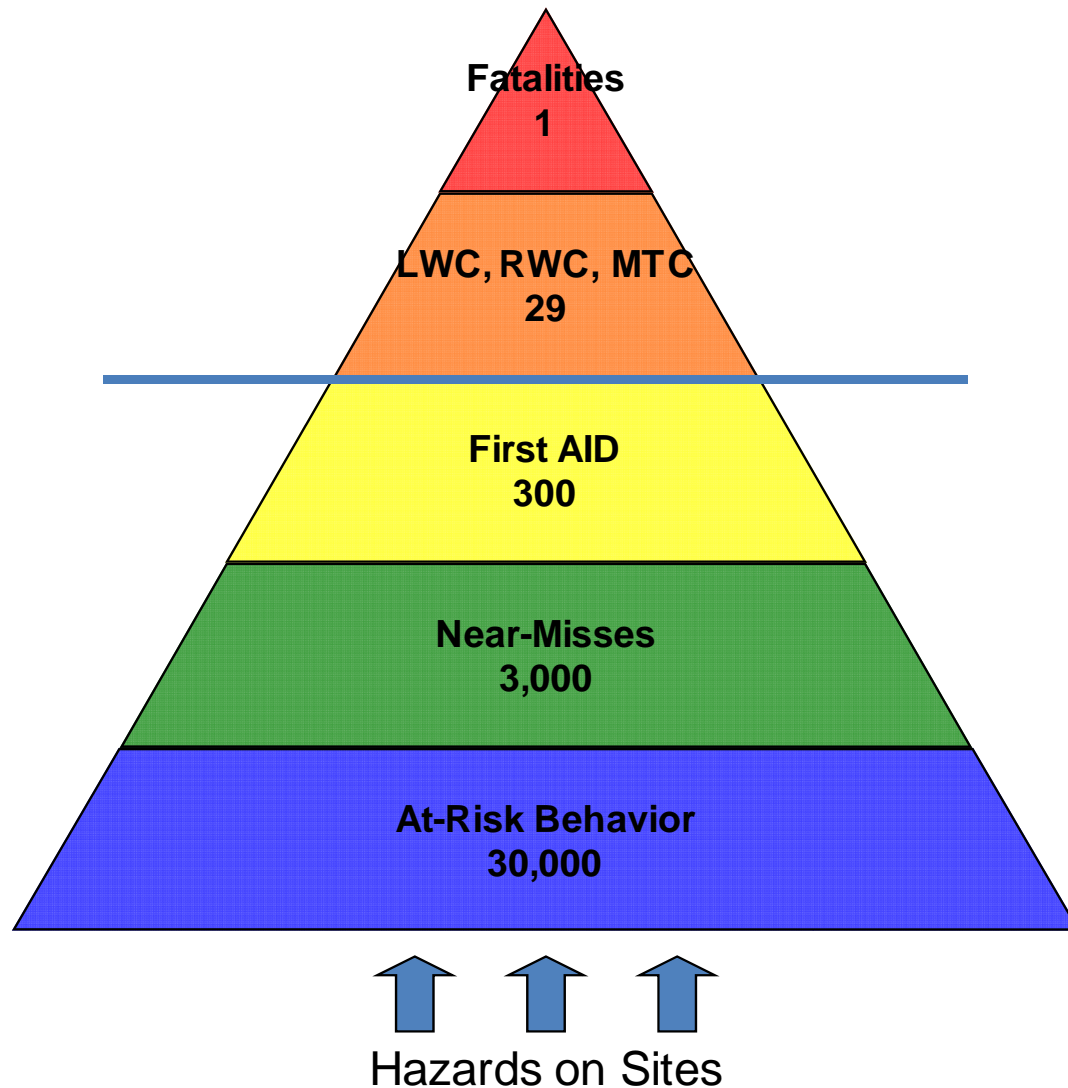 Fatalities
1
LWC, RWC, MTC
29
First AID
300
Near-Misses
3,000
At-Risk Behavior
30,000
Hazards on Sites